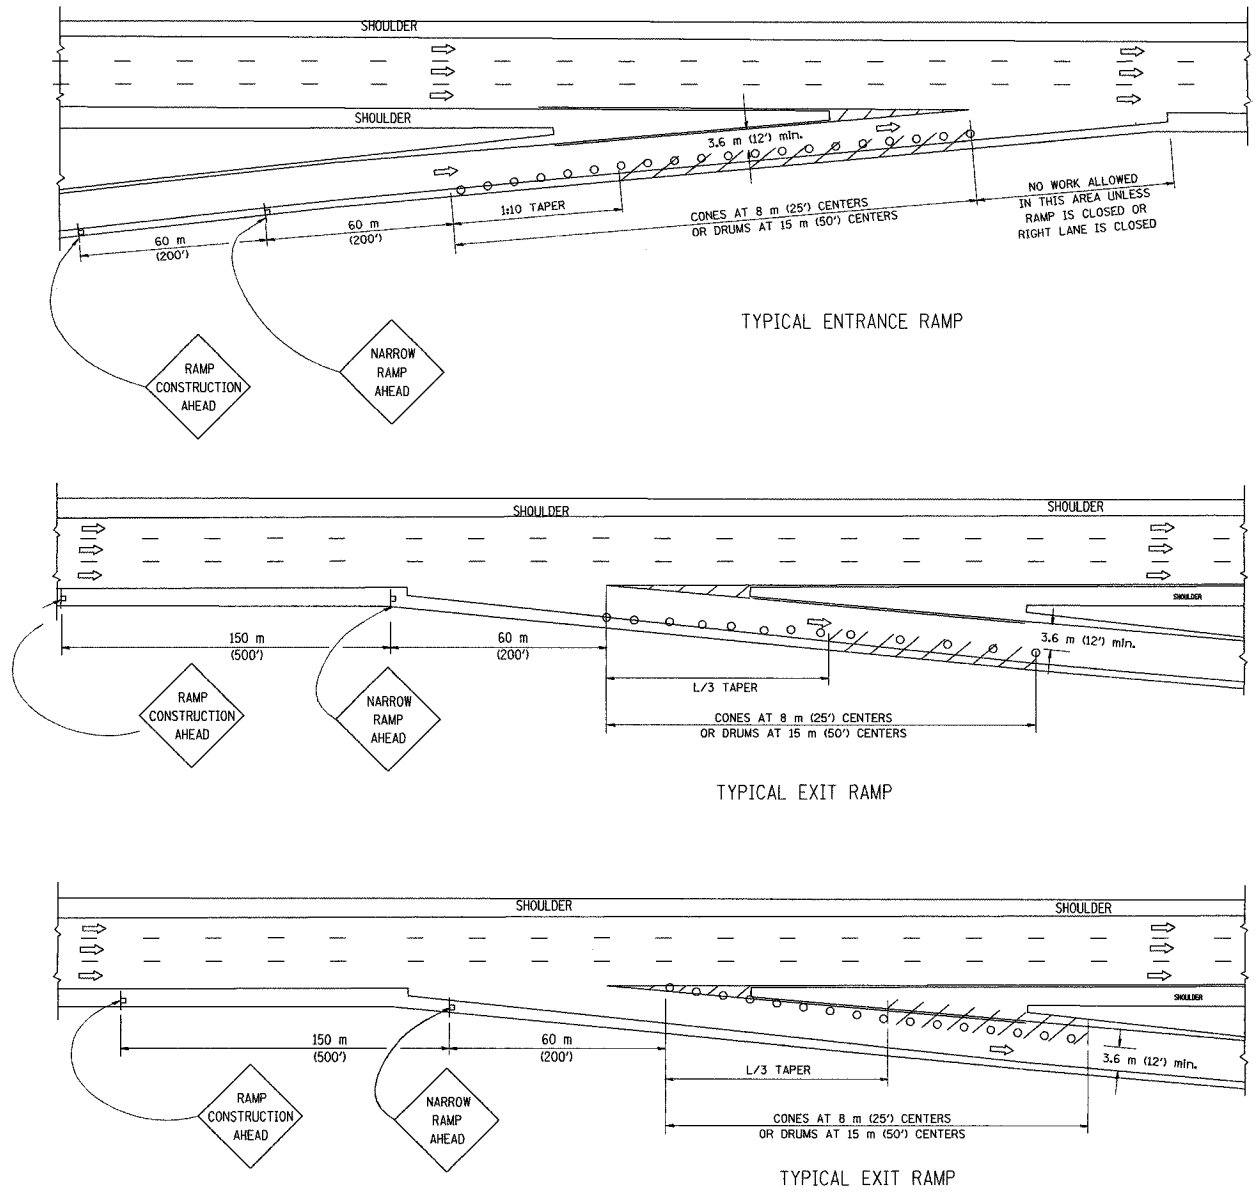 SHOULDER
SHOULDER
3.6 m (12') min.
1:10 TAPER
CONES AT 8 m (25') CENTERS
OR DRUMS AT 15 m (50') CENTERS
NO WORK ALLOWED
IN THIS AREA UNLESS
RAMP IS CLOSED OR
RIGHT LANE IS CLOSED
60 m
(200')
60 m
(200')
RAMP
CONSTRUCTION
AHEAD
NARROW
RAMP
AHEAD
TYPICAL ENTRANCE RAMP
SHOULDER
SHOULDER
SHOULDER
3.6 m (12') min.
150 m
(500')
60 m
(200')
L/3 TAPER
CONES AT 8 m (25') CENTERS
OR DRUMS AT 15 m (50') CENTERS
RAMP
CONSTRUCTION
AHEAD
NARROW
RAMP
AHEAD
TYPICAL EXIT RAMP
SHOULDER
SHOULDER
SHOULDER
3.6 m (12') min.
150 m
(500')
60 m
(200')
L/3 TAPER
CONES AT 8 m (25') CENTERS
OR DRUMS AT 15 m (50') CENTERS
RAMP
CONSTRUCTION
AHEAD
NARROW
RAMP
AHEAD
TYPICAL EXIT RAMP